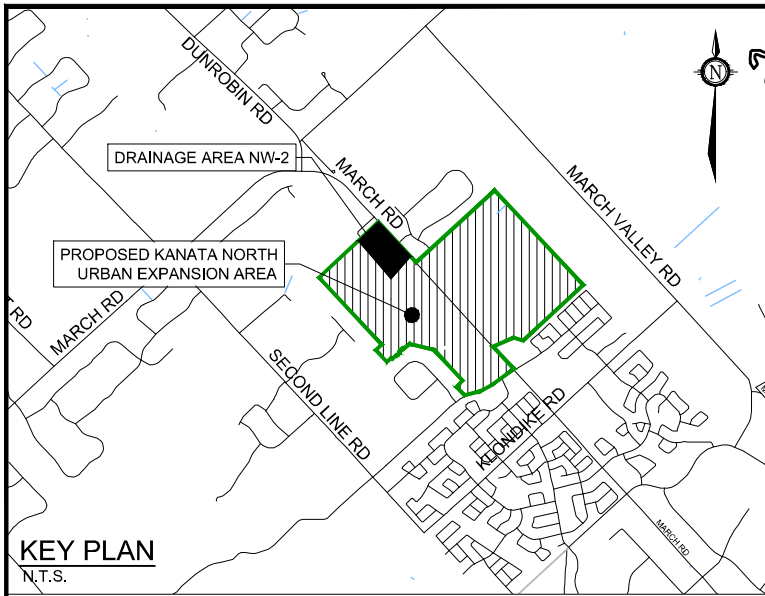 DUNROBIN RD
N
DRAINAGE AREA NW-2
MARCH RD
MARCH VALLEY RD
PROPOSED KANATA NORTH
URBAN EXPANSION AREA
T RD
MARCH RD
SECOND LINE RD
KLONDIKE RD
MARCH RD
KEY PLAN
N.T.S.